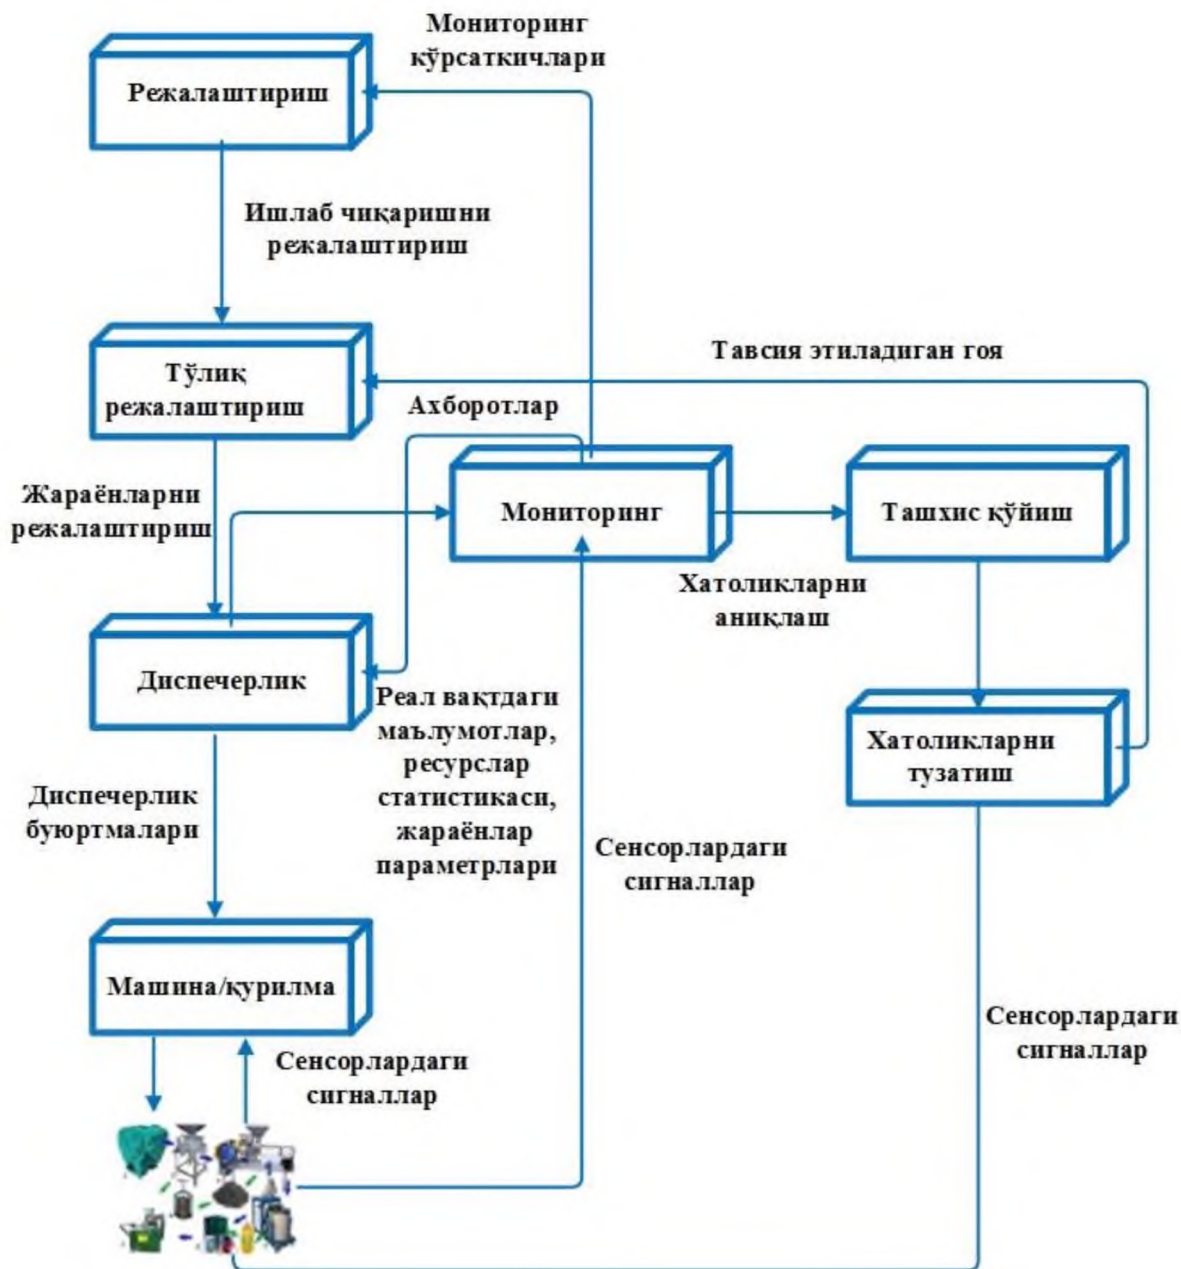 Мониторинг
кўрсаткичлари
Режалаштириш
Ишлаб чиқаришни
режалаштириш
Тавсия этиладиган гоя
Тўлиқ
режалаштириш
Ахборотлар
Жараёнларни
режалаштириш
Мониторинг
Ташхис қўйиш
Хатоликларни
аниқлаш
Диспечерлик
Реал вақтдаги
маълумотлар,
ресурслар
статистикаси,
жараёнлар
параметрлари
Хатоликларни
тузатиш
Диспечерлик
буюртмалари
Сенсорлардаги
сигналлар
Машина/қурилма
Сенсорлардаги
сигналлар
Сенсорлардаги
сигналлар